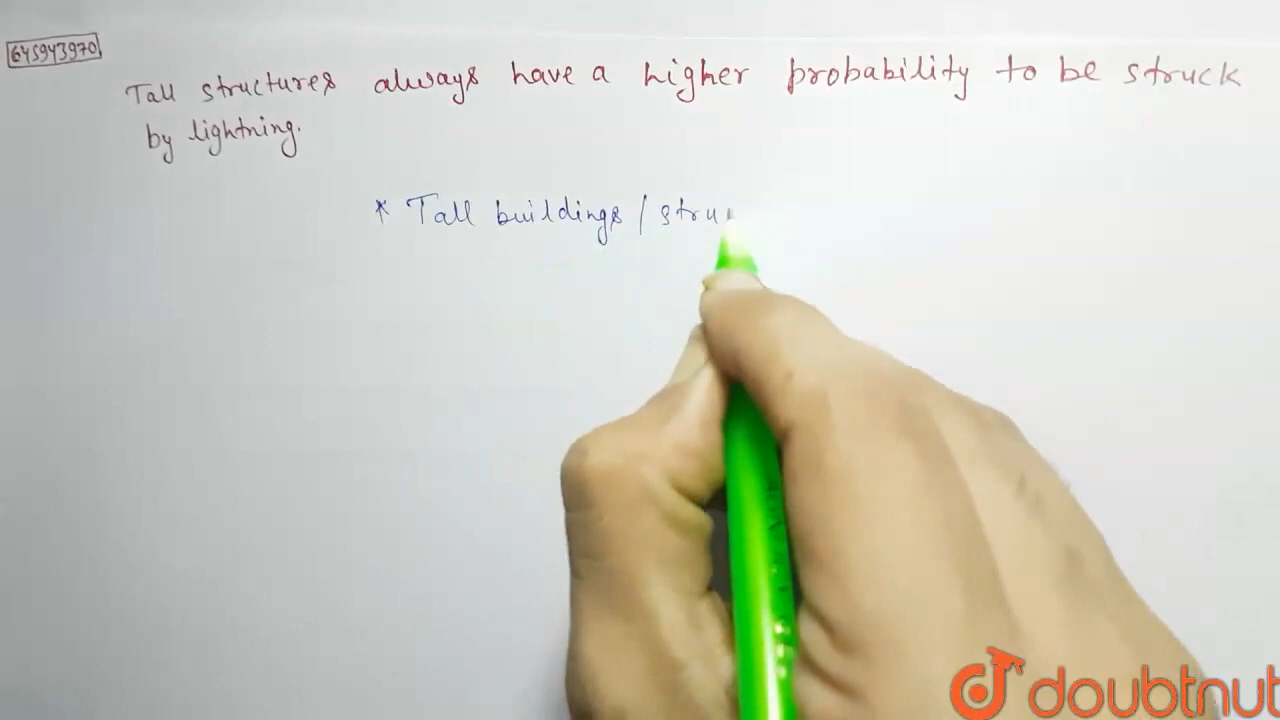 645943970
Tall structures always have a higher probability to be struck
by lightning.
* Tall buildings / stru
doubtnut